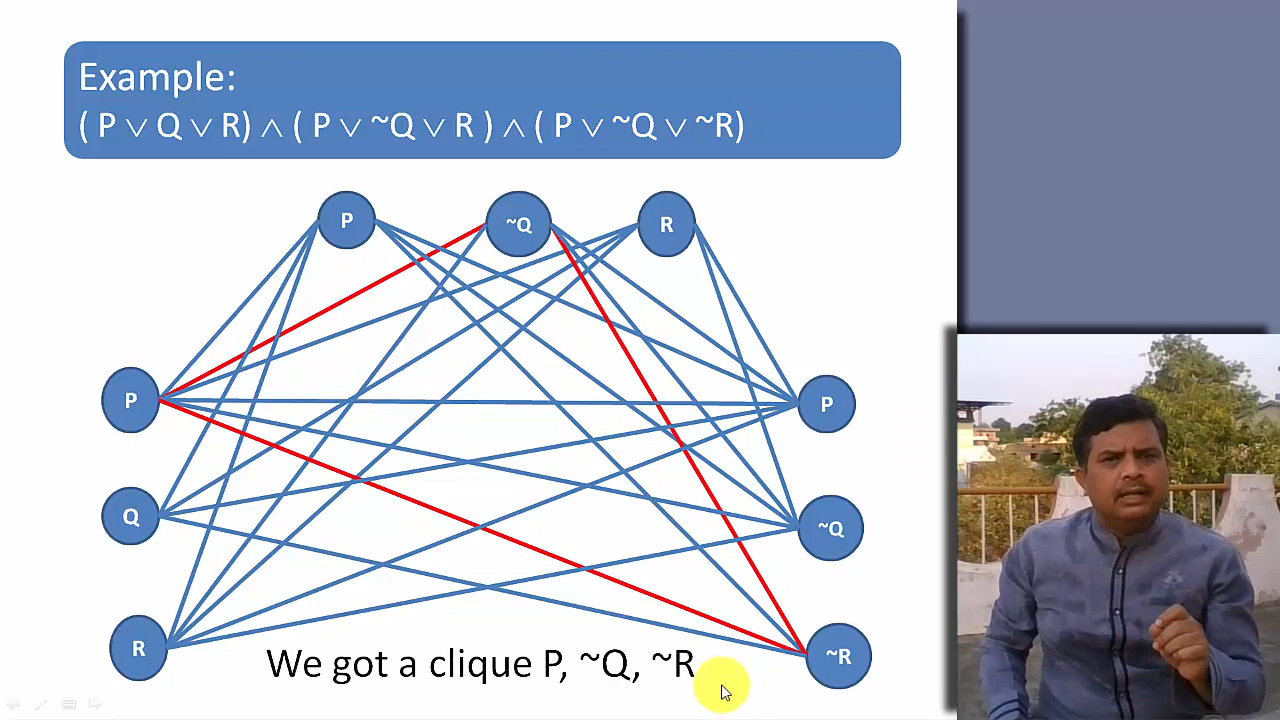 Example:
( P ∨ Q ∨ R) ∧ ( P ∨ ~Q ∨ R ) ∧ ( P ∨ ~Q ∨ ~R)
P ~Q R
P P
Q ~Q
R ~R
We got a clique P, ~Q, ~R